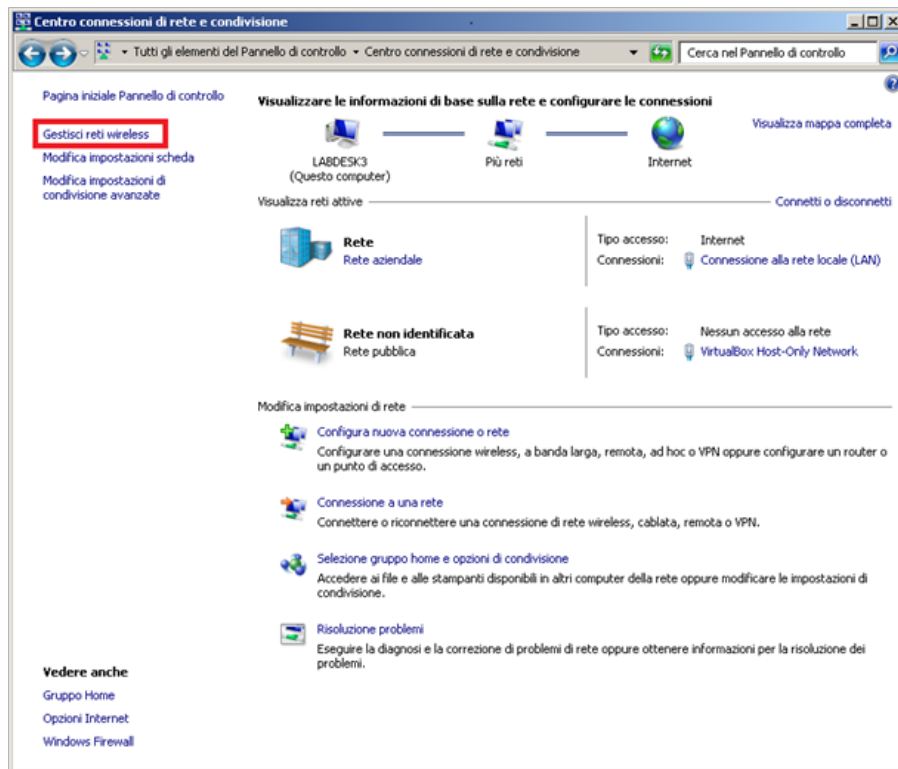 Centro connessioni di rete e condivisione
Tutti gli elementi del Pannello di controllo
Centro connessioni di rete e condivisione
Cerca nel Pannello di controllo
Pagina iniziale Pannello di controllo
Gestisci reti wireless
Modifica impostazioni scheda
Modifica impostazioni di
condivisione avanzate
Visualizzare le informazioni di base sulla rete e configurare le connessioni
Visualizza mappa completa
LABDESK3
(Questo computer)
Più reti
Internet
Visualizza reti attive
Connetti o disconnetti
Rete
Rete aziendale
Tipo accesso: Internet
Connessioni: Connessione alla rete locale (LAN)
Rete non identificata
Rete pubblica
Tipo accesso: Nessun accesso alla rete
Connessioni: VirtualBox Host-Only Network
Modifica impostazioni di rete
Configura nuova connessione o rete
Configurare una connessione wireless, a banda larga, remota, ad hoc o VPN oppure configurare un router o
un punto di accesso.
Connessione a una rete
Connettere o riconnettere una connessione di rete wireless, cablata, remota o VPN.
Selezione gruppo home e opzioni di condivisione
Accedere ai file e alle stampanti disponibili in altri computer della rete oppure modificare le impostazioni di
condivisione.
Risoluzione problemi
Eseguire la diagnosi e la correzione di problemi di rete oppure ottenere informazioni per la risoluzione dei
problemi.
Vedere anche
Gruppo Home
Opzioni Internet
Windows Firewall